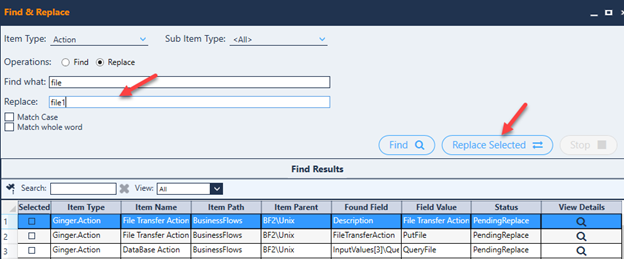 Find & Replace
Item Type: Action Sub Item Type: <All>
Operations: Find Replace
Find what: file
Replace: file1
Match Case
Match whole word
Find Replace Selected Stop
Find Results
Search: View: All
Selected Item Type Item Name Item Path Item Parent Found Field Field Value Status View Details
1 Ginger.Action File Transfer Action BusinessFlows BF2\Unix Description File Transfer Action PendingReplace
2 Ginger.Action File Transfer Action BusinessFlows BF2\Unix FileTransferAction PutFile PendingReplace
3 Ginger.Action DataBase Action BusinessFlows BF2\Unix InputValues[3]\Que QueryFile PendingReplace